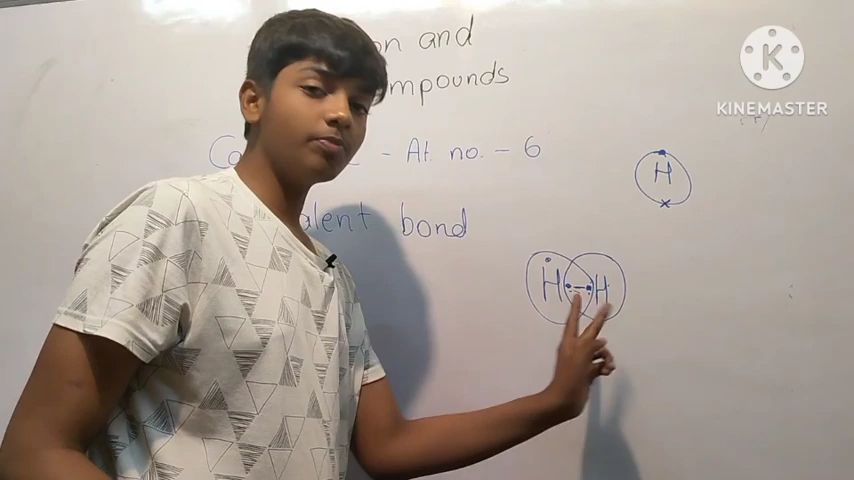 on and
mpounds
K
KINEMASTER
- At. no. - 6
H
x
alent bond
H - H